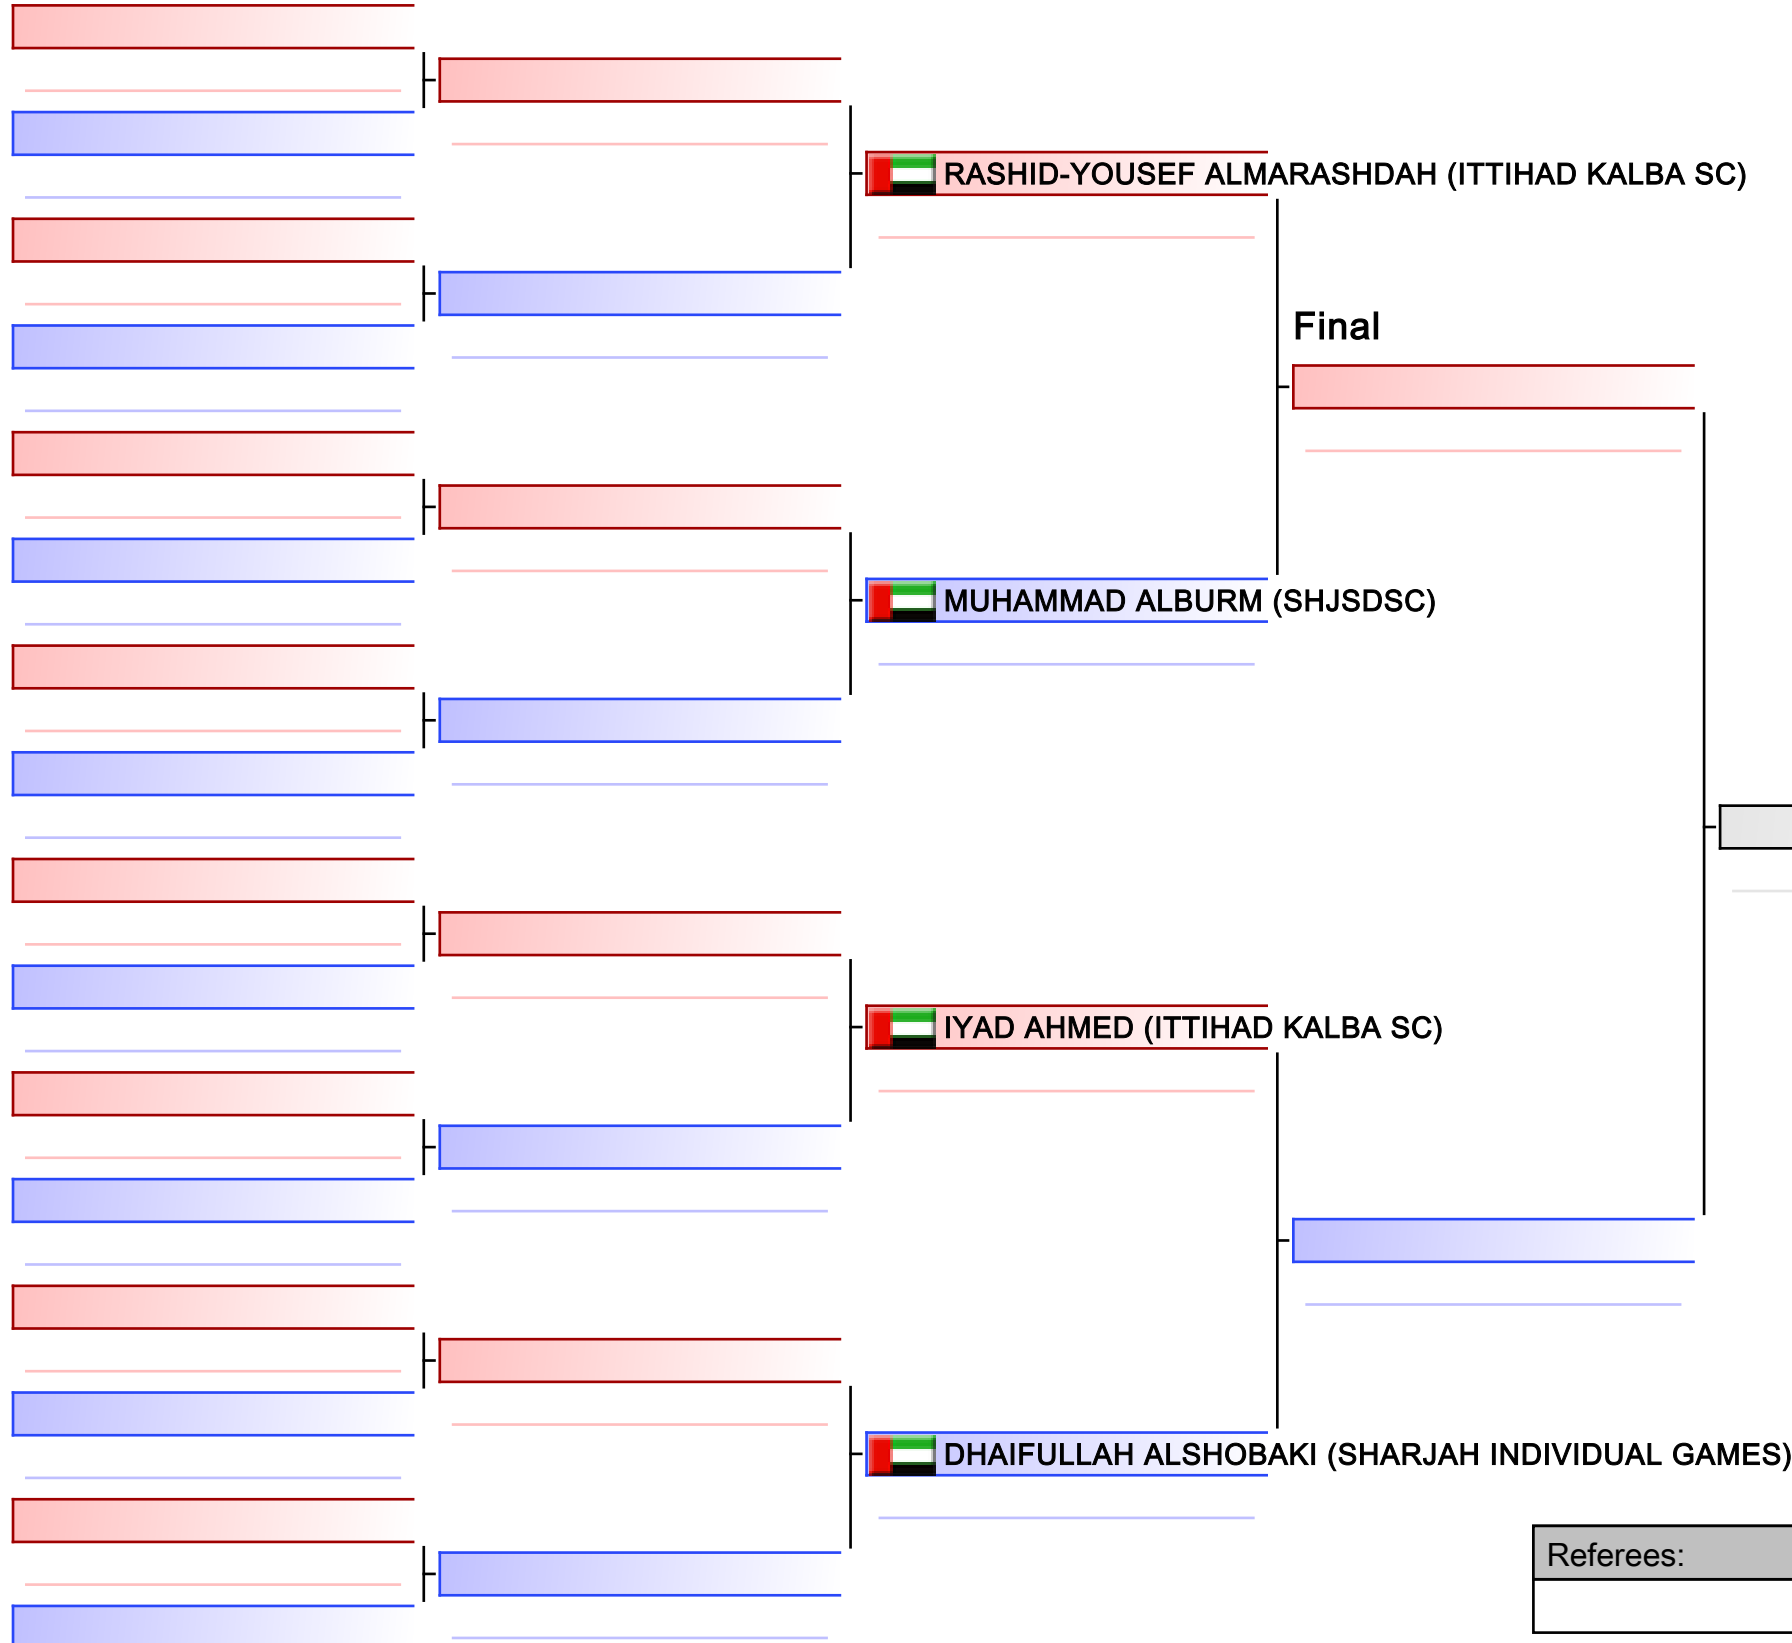 RASHID-YOUSEF ALMARASHDAH (ITTIHAD KALBA SC)
Final
MUHAMMAD ALBURM (SHJSDSC)
IYAD AHMED (ITTIHAD KALBA SC)
DHAIFULLAH ALSHOBAKI (SHARJAH INDIVIDUAL GAMES)
Referees: